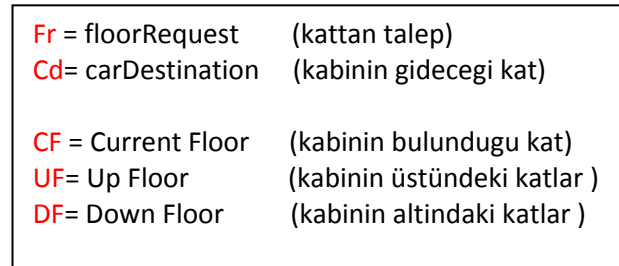 Fr = floorRequest (kattan talep)
Cd= carDestination (kabinin gidecegi kat)
CF = Current Floor (kabinin bulundugu kat)
UF= Up Floor (kabinin üstündeki katlar )
DF= Down Floor (kabinin altindaki katlar )